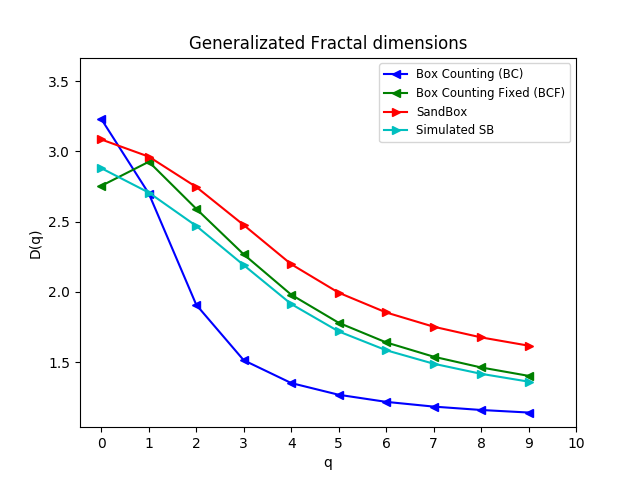 Generalizated Fractal dimensions
Box Counting (BC)
Box Counting Fixed (BCF)
SandBox
Simulated SB
D(q)
3.5
3.0
2.5
2.0
1.5
0 1 2 3 4 5 6 7 8 9 10
q